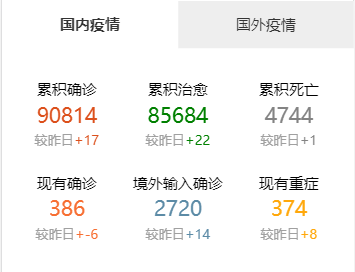 国内疫情 国外疫情
累积确诊 累积治愈 累积死亡
90814 85684 4744
较昨日+17 较昨日+22 较昨日+1
现有确诊 境外输入确诊 现有重症
386 2720 374
较昨日+-6 较昨日+14 较昨日+8